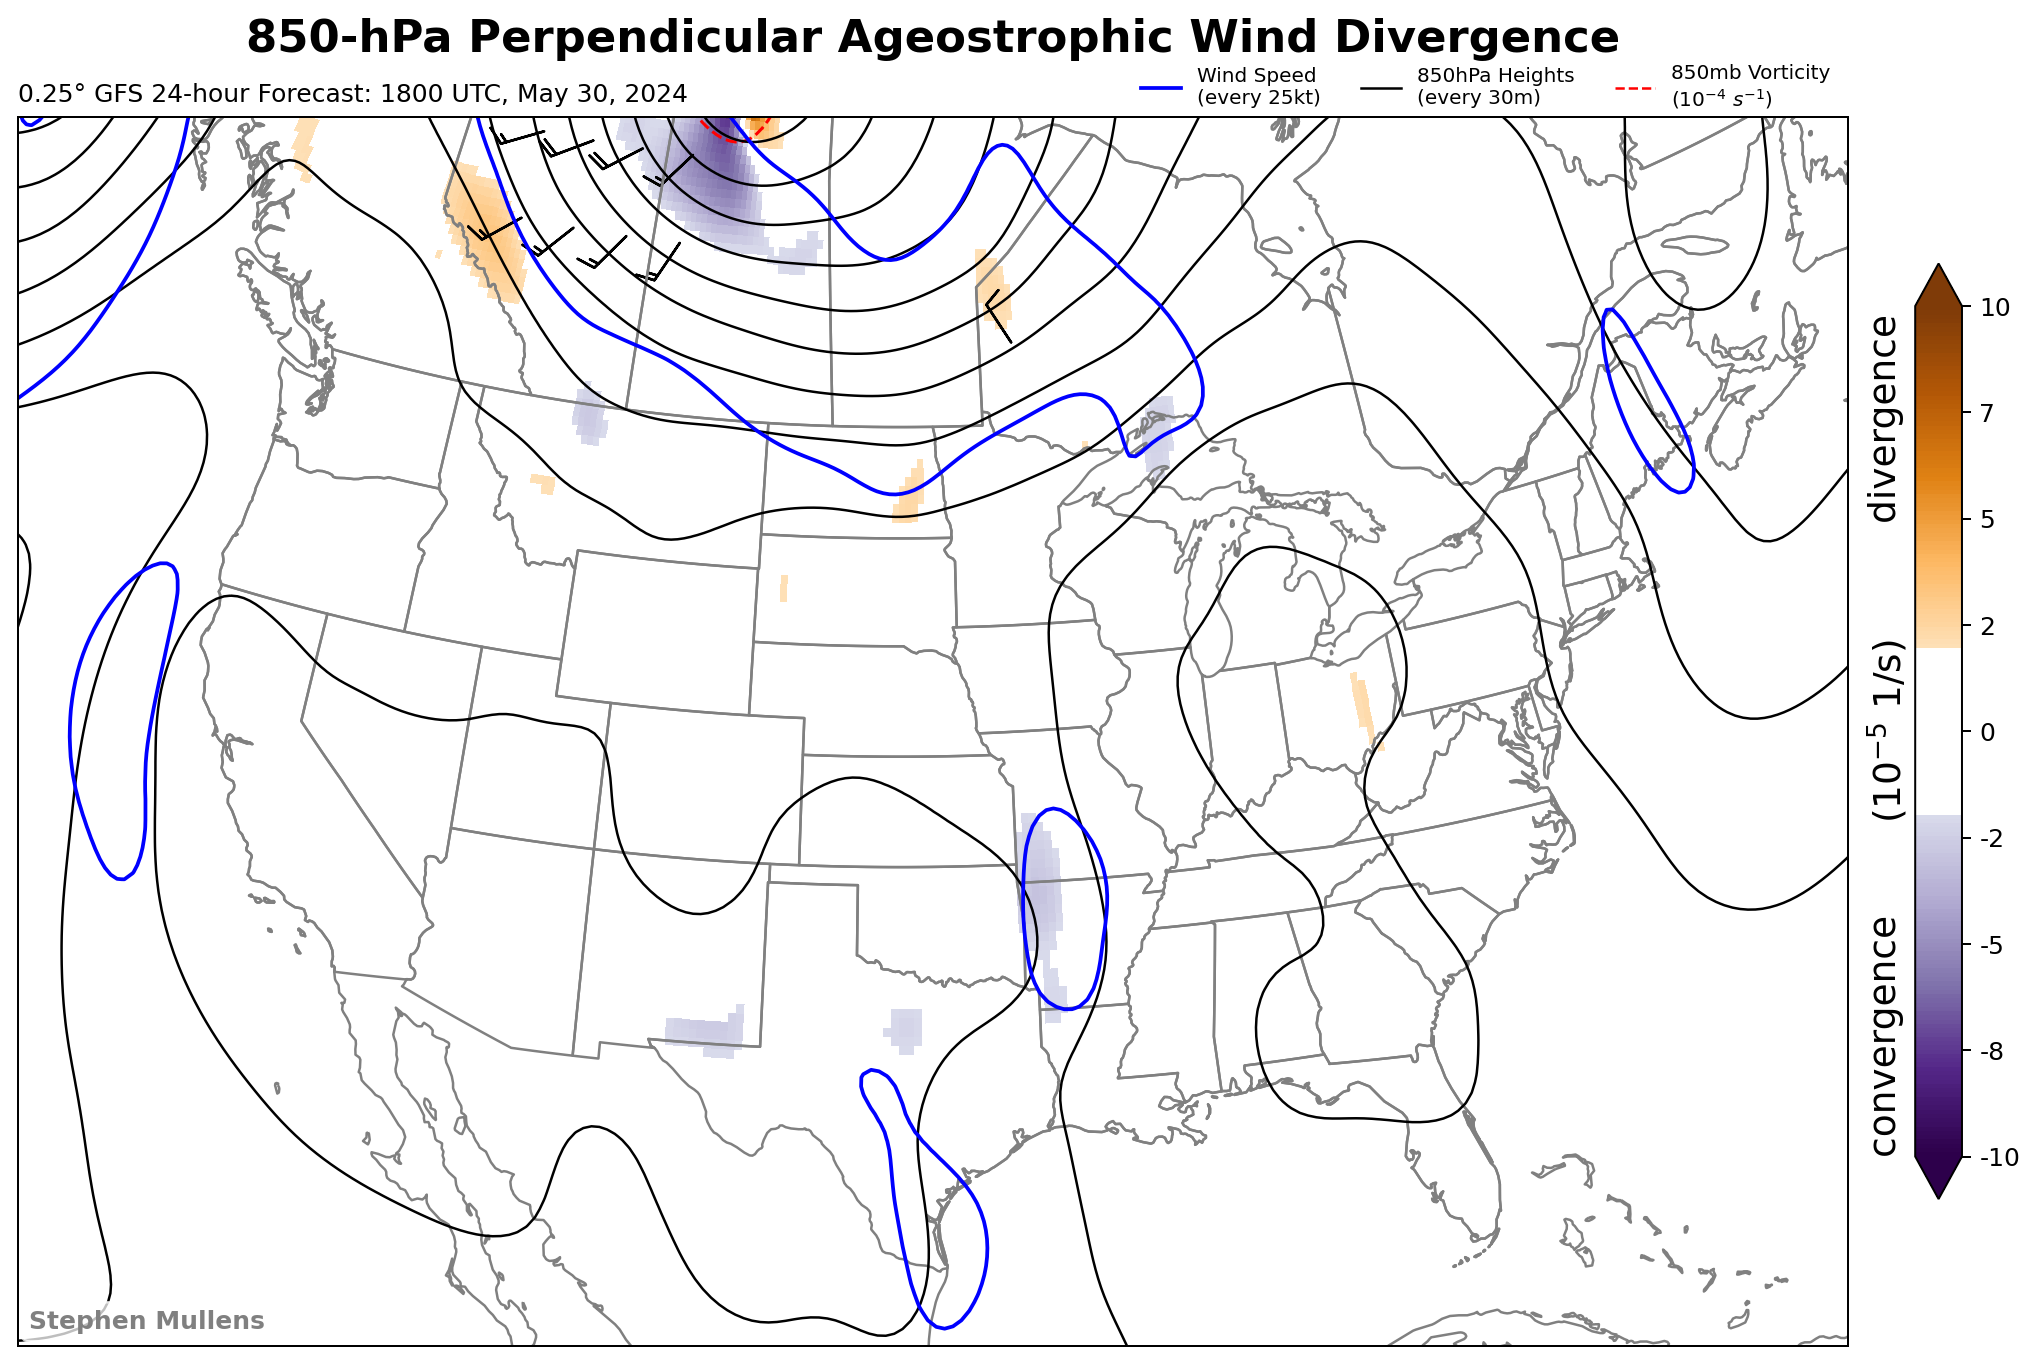 850-hPa Perpendicular Ageostrophic Wind Divergence
0.25° GFS 24-hour Forecast: 1800 UTC, May 30, 2024
Wind Speed
(every 25kt)
850hPa Heights
(every 30m)
850mb Vorticity
(10⁻⁴ s⁻¹)
10
7
5
2
0
-2
-5
-8
-10
convergence (10⁻⁵ 1/s) divergence
Stephen Mullens